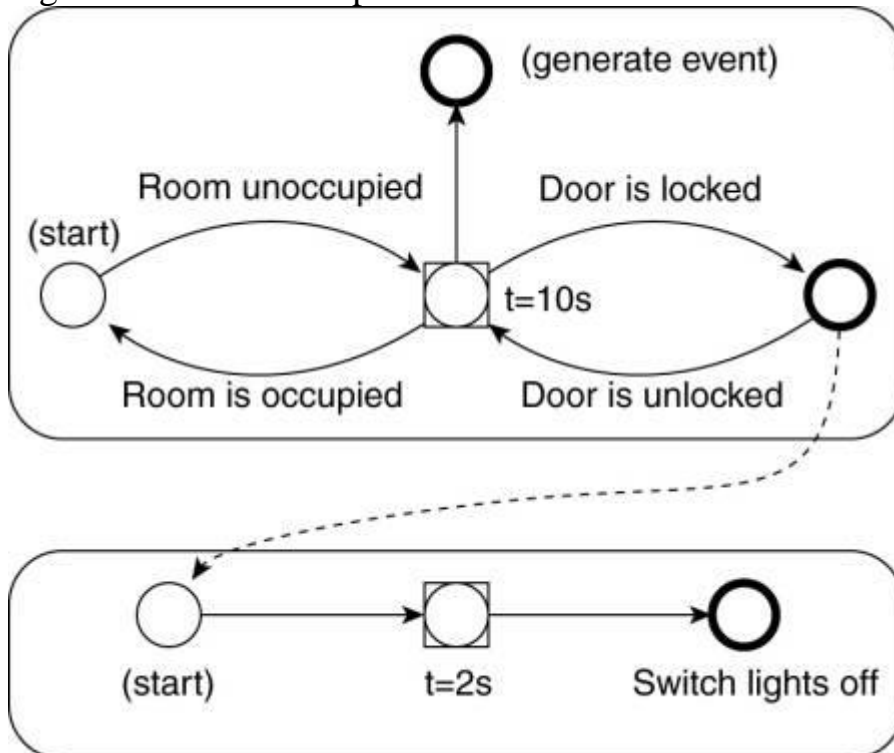 (generate event)
Room unoccupied
Door is locked
(start)
t=10s
Room is occupied
Door is unlocked
(start)
t=2s
Switch lights off